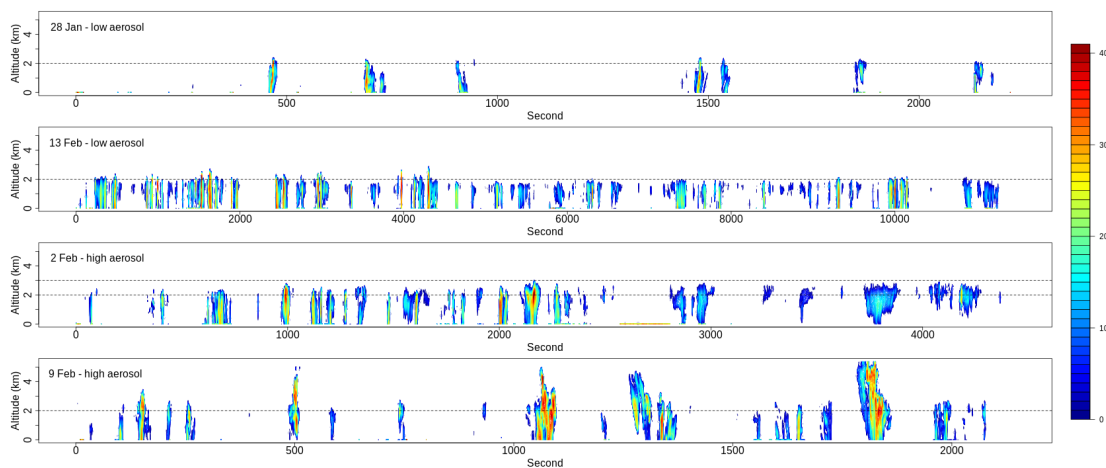 28 Jan - low aerosol
Altitude (km)
0 2 4
0 500 1000 1500 2000
Second
13 Feb - low aerosol
Altitude (km)
0 2 4
0 2000 4000 6000 8000 10000
Second
2 Feb - high aerosol
Altitude (km)
0 2 4
0 1000 2000 3000 4000
Second
9 Feb - high aerosol
Altitude (km)
0 2 4
0 500 1000 1500 2000
Second
40
30
20
10
0